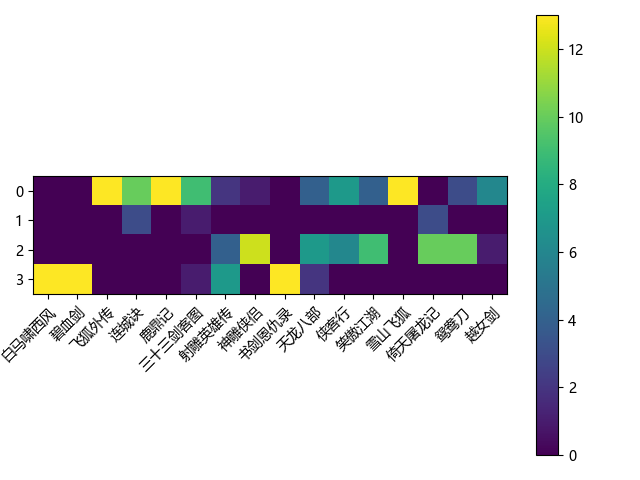 12
10
8
6
4
2
0
0
1
2
3
白马啸西风
碧血剑
飞狐外传
连城诀
鹿鼎记
三十三剑客图
射雕英雄传
神雕侠侣
书剑恩仇录
天龙八部
侠客行
笑傲江湖
雪山飞狐
倚天屠龙记
鸳鸯刀
越女剑